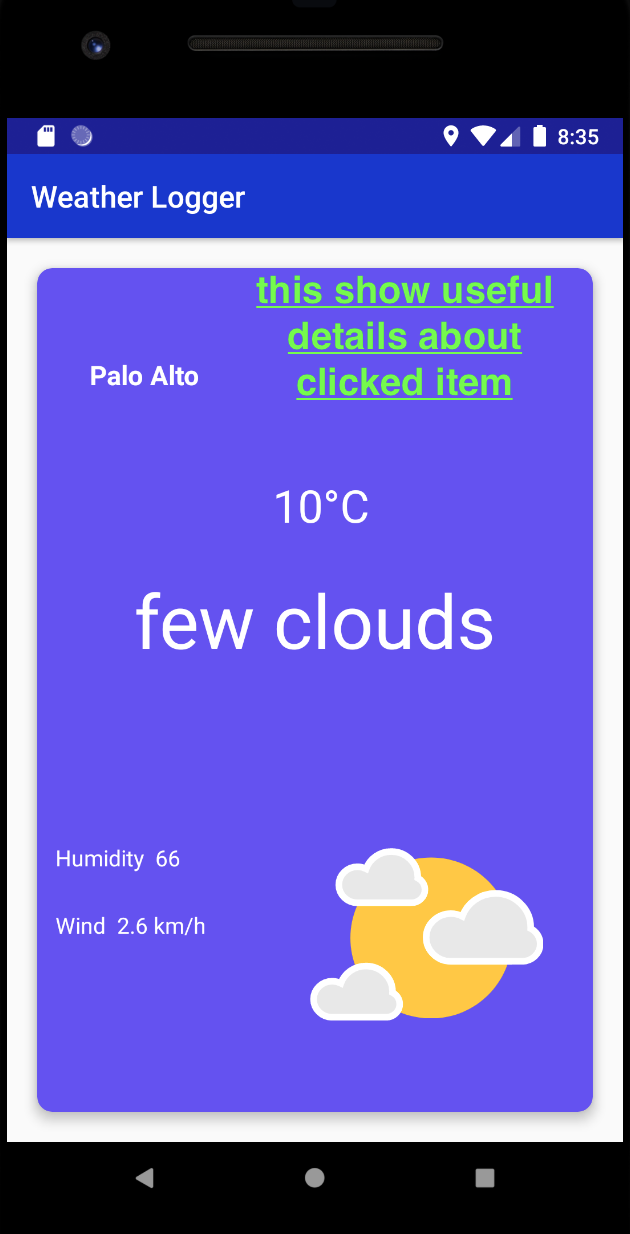 8:35
Weather Logger
this show useful
details about
clicked item
Palo Alto
10°C
few clouds
Humidity 66
Wind 2.6 km/h